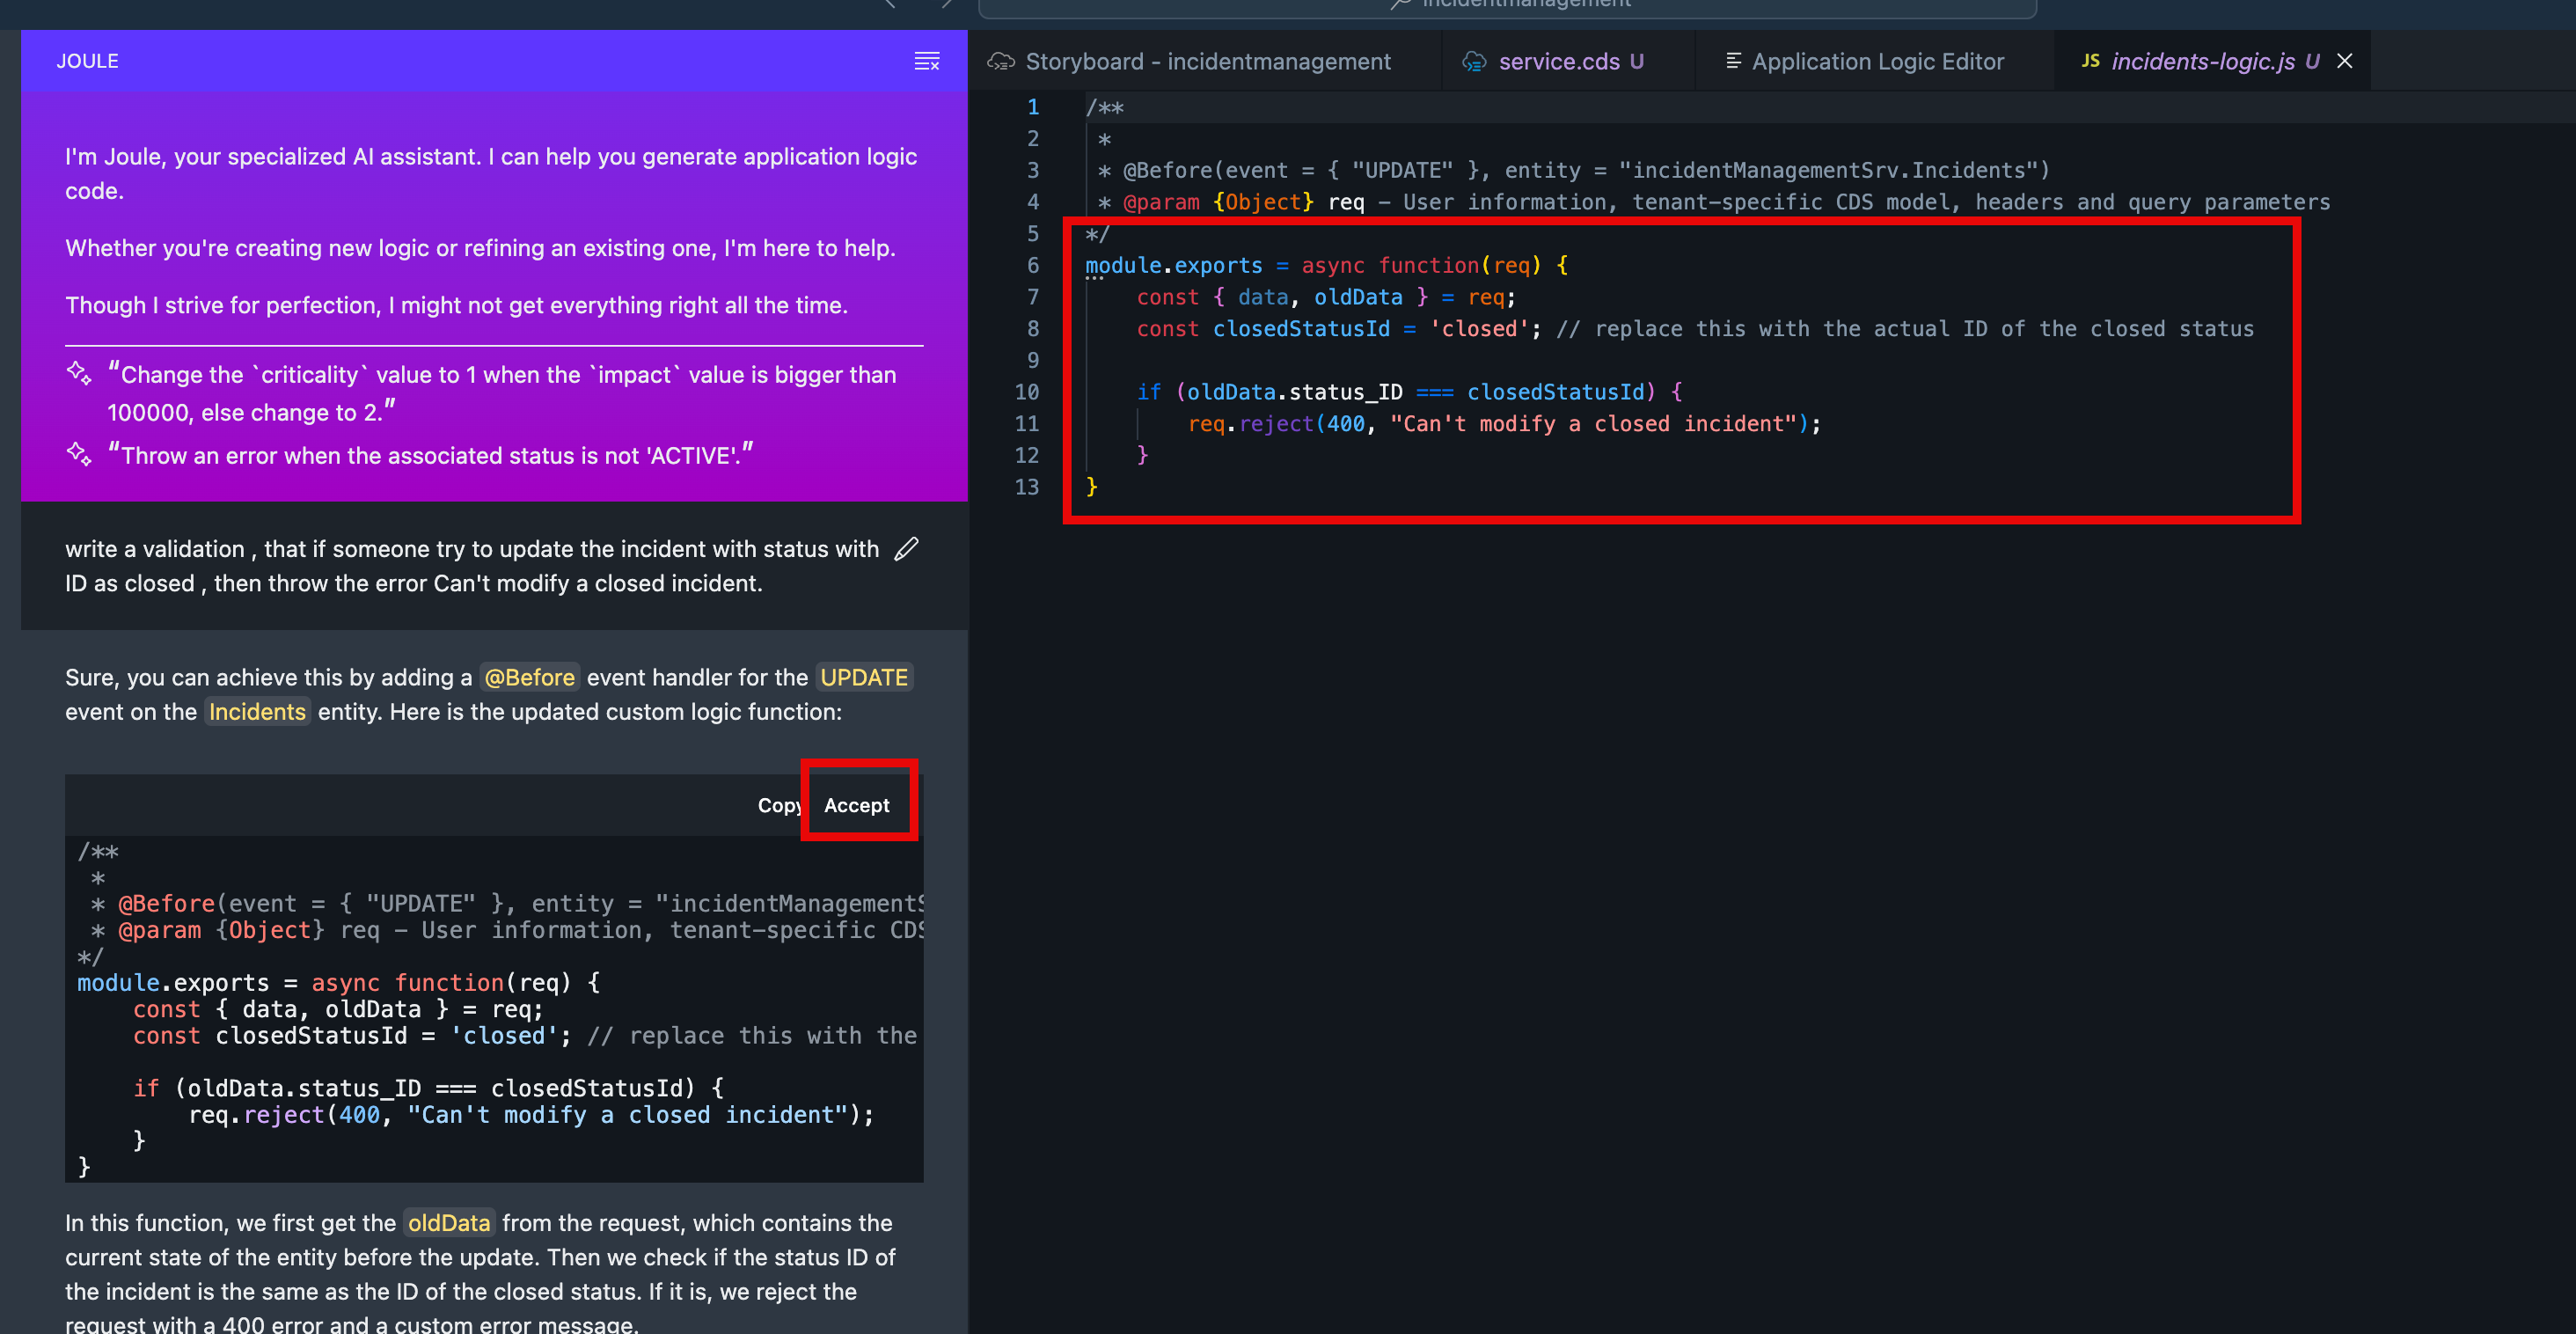 incidentmanagement
JOULE
I'm Joule, your specialized AI assistant. I can help you generate application logic
code.
Whether you're creating new logic or refining an existing one, I'm here to help.
Though I strive for perfection, I might not get everything right all the time.
“Change the `criticality` value to 1 when the `impact` value is bigger than
100000, else change to 2.”
“Throw an error when the associated status is not 'ACTIVE'.”
write a validation , that if someone try to update the incident with status with
ID as closed , then throw the error Can't modify a closed incident.
Sure, you can achieve this by adding a @Before event handler for the UPDATE
event on the Incidents entity. Here is the updated custom logic function:
Copy Accept
/**
 *
 * @Before(event = { "UPDATE" }, entity = "incidentManagementS
 * @param {Object} req - User information, tenant-specific CDS
*/
module.exports = async function(req) {
    const { data, oldData } = req;
    const closedStatusId = 'closed'; // replace this with the
    if (oldData.status_ID === closedStatusId) {
        req.reject(400, "Can't modify a closed incident");
    }
}
In this function, we first get the oldData from the request, which contains the
current state of the entity before the update. Then we check if the status ID of
the incident is the same as the ID of the closed status. If it is, we reject the
request with a 400 error and a custom error message.
Storyboard - incidentmanagement service.cds U Application Logic Editor JS incidents-logic.js U
1 /**
2  *
3  * @Before(event = { "UPDATE" }, entity = "incidentManagementSrv.Incidents")
4  * @param {Object} req - User information, tenant-specific CDS model, headers and query parameters
5 */
6 module.exports = async function(req) {
7     const { data, oldData } = req;
8     const closedStatusId = 'closed'; // replace this with the actual ID of the closed status
9
10     if (oldData.status_ID === closedStatusId) {
11         req.reject(400, "Can't modify a closed incident");
12     }
13 }